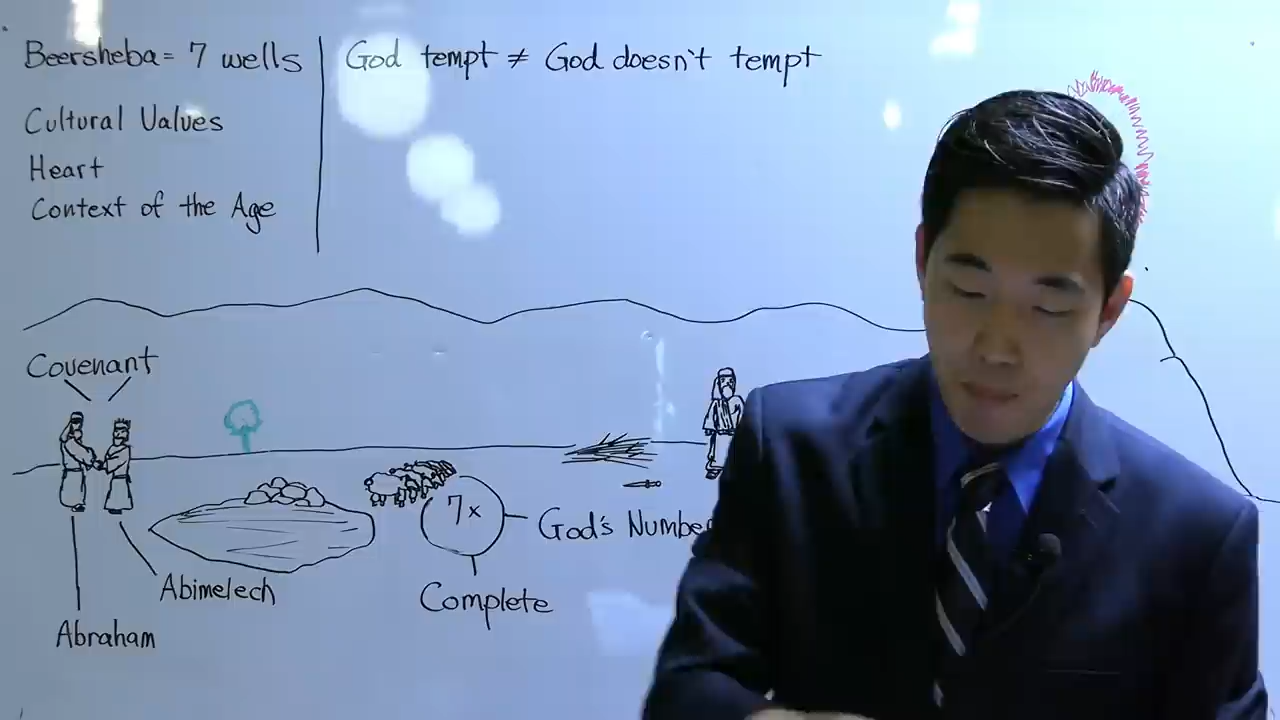 Beersheba = 7 wells
Cultural Values
Heart
Context of the Age
God tempt ≠ God doesn't tempt
Covenant
7x
God's Number
Complete
Abimelech
Abraham